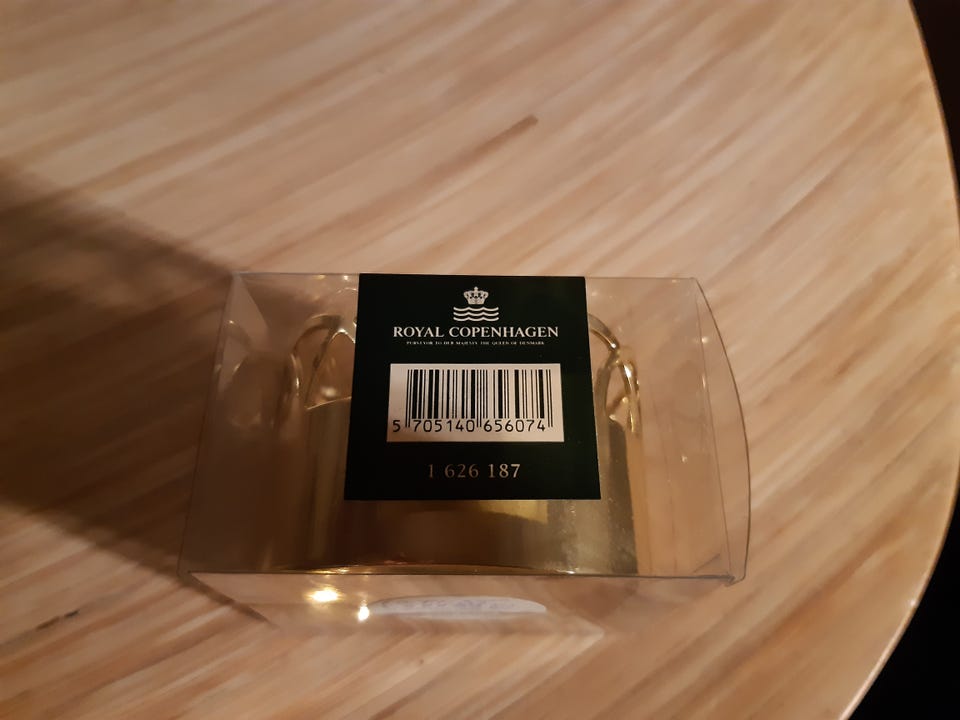 ROYAL COPENHAGEN
PURVEYOR TO HER MAJESTY THE QUEEN OF DENMARK
5 705140 656074
1 626 187